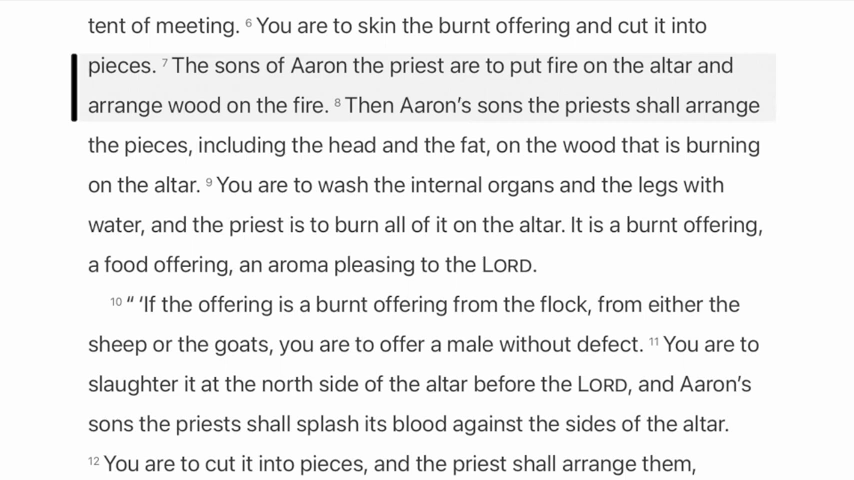 tent of meeting. 6 You are to skin the burnt offering and cut it into
pieces. 7 The sons of Aaron the priest are to put fire on the altar and
arrange wood on the fire. 8 Then Aaron’s sons the priests shall arrange
the pieces, including the head and the fat, on the wood that is burning
on the altar. 9 You are to wash the internal organs and the legs with
water, and the priest is to burn all of it on the altar. It is a burnt offering,
a food offering, an aroma pleasing to the LORD.
10 “ ‘If the offering is a burnt offering from the flock, from either the
sheep or the goats, you are to offer a male without defect. 11 You are to
slaughter it at the north side of the altar before the LORD, and Aaron’s
sons the priests shall splash its blood against the sides of the altar.
12 You are to cut it into pieces, and the priest shall arrange them,